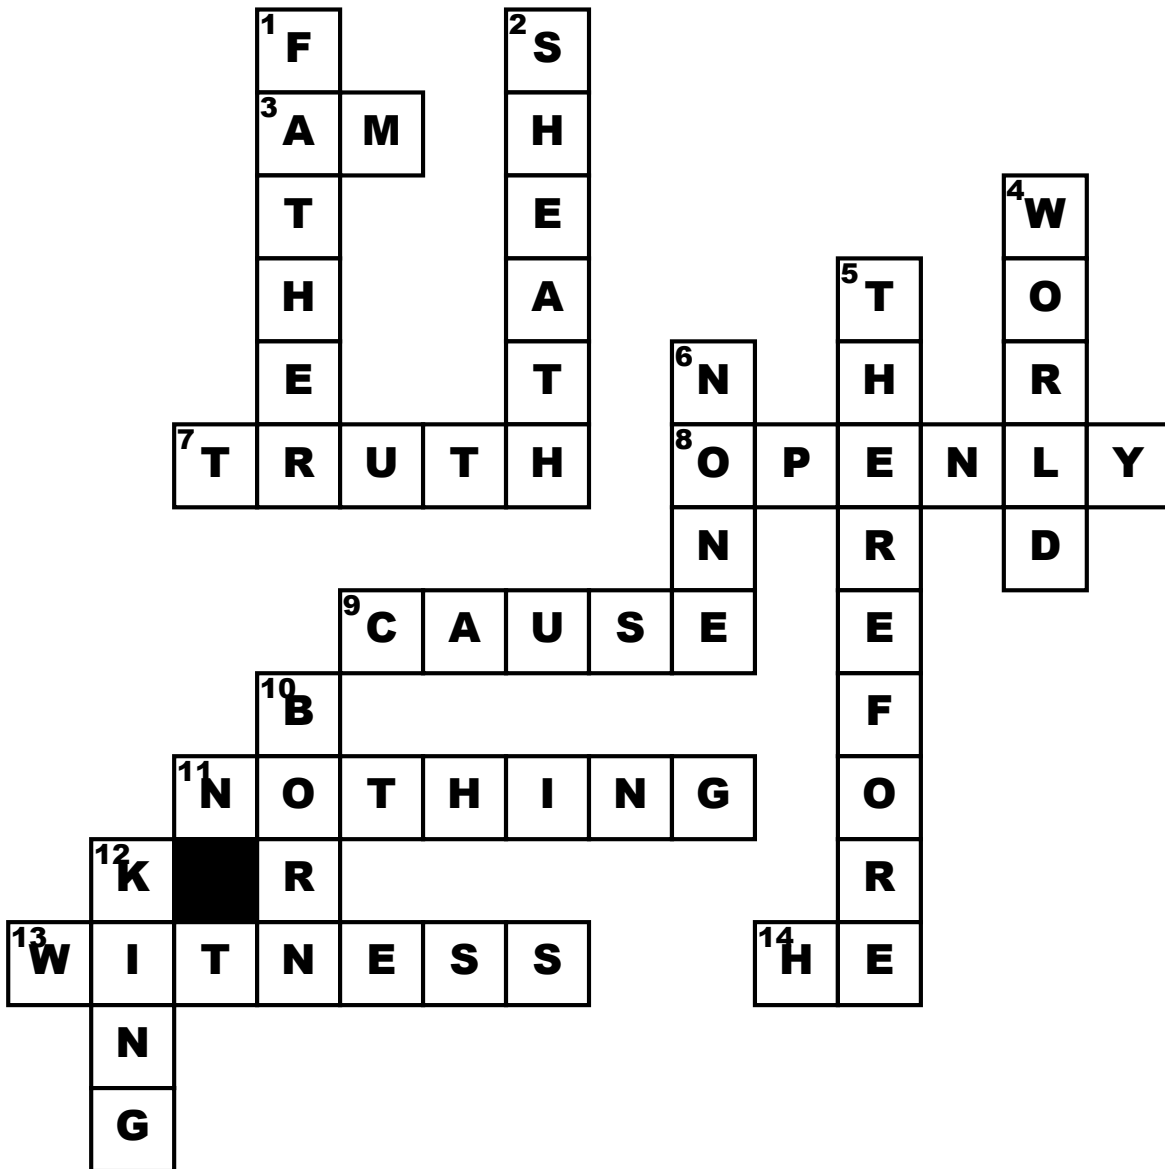 1 F 2 S
3 A M H
T E 4 W
H A 5 T O
E T 6 N H R
7 T R U T H 8 O P E N L Y
N R D
9 C A U S E E
10 B F
11 N O T H I N G O
12 K R R
13 W I T N E S S 14 H E
N
G